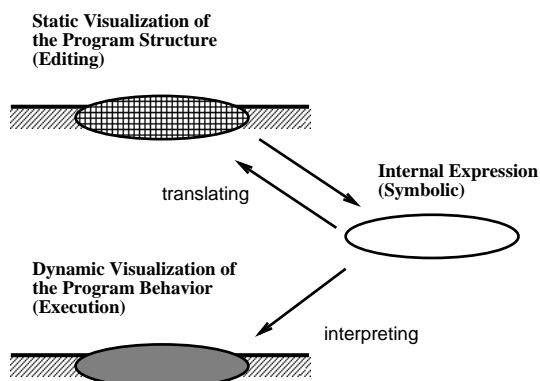 Static Visualization of
the Program Structure
(Editing)
Internal Expression
(Symbolic)
translating
Dynamic Visualization of
the Program Behavior
(Execution)
interpreting